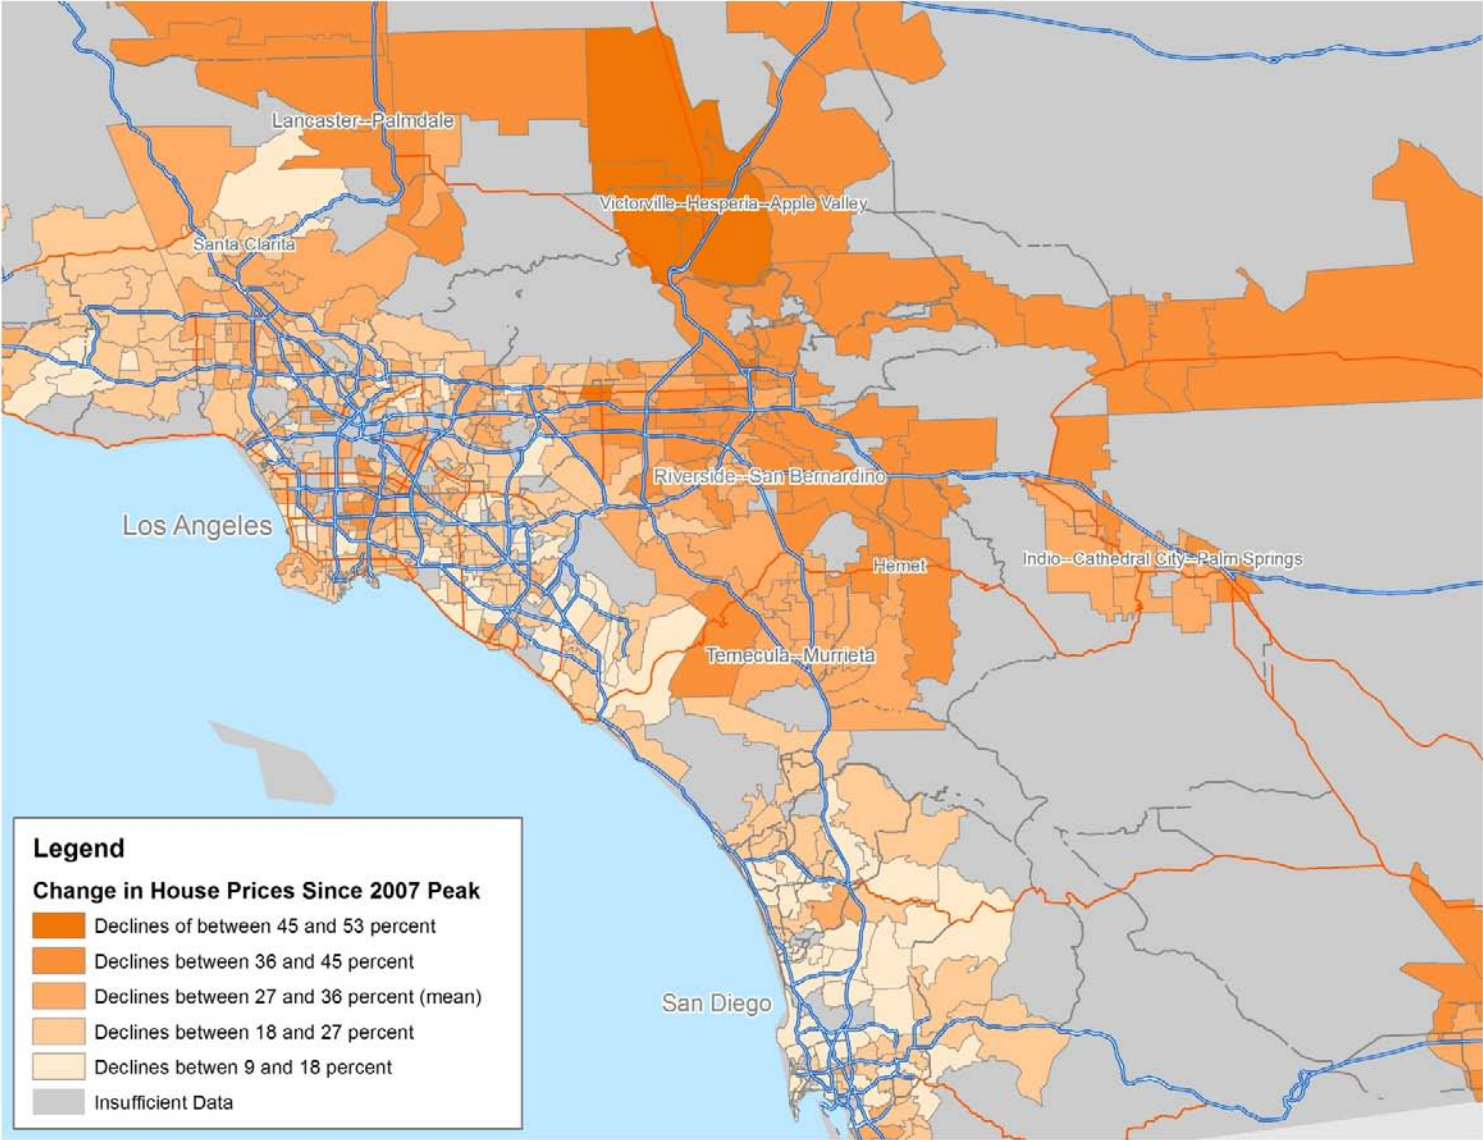 Lancaster--Palmdale
Victorville--Hesperia--Apple Valley
Santa Clarita
Riverside--San Bernardino
Los Angeles
Indio--Cathedral City--Palm Springs
Hemet
Temecula--Murrieta
San Diego
Legend
Change in House Prices Since 2007 Peak
Declines of between 45 and 53 percent
Declines between 36 and 45 percent
Declines between 27 and 36 percent (mean)
Declines between 18 and 27 percent
Declines betwen 9 and 18 percent
Insufficient Data